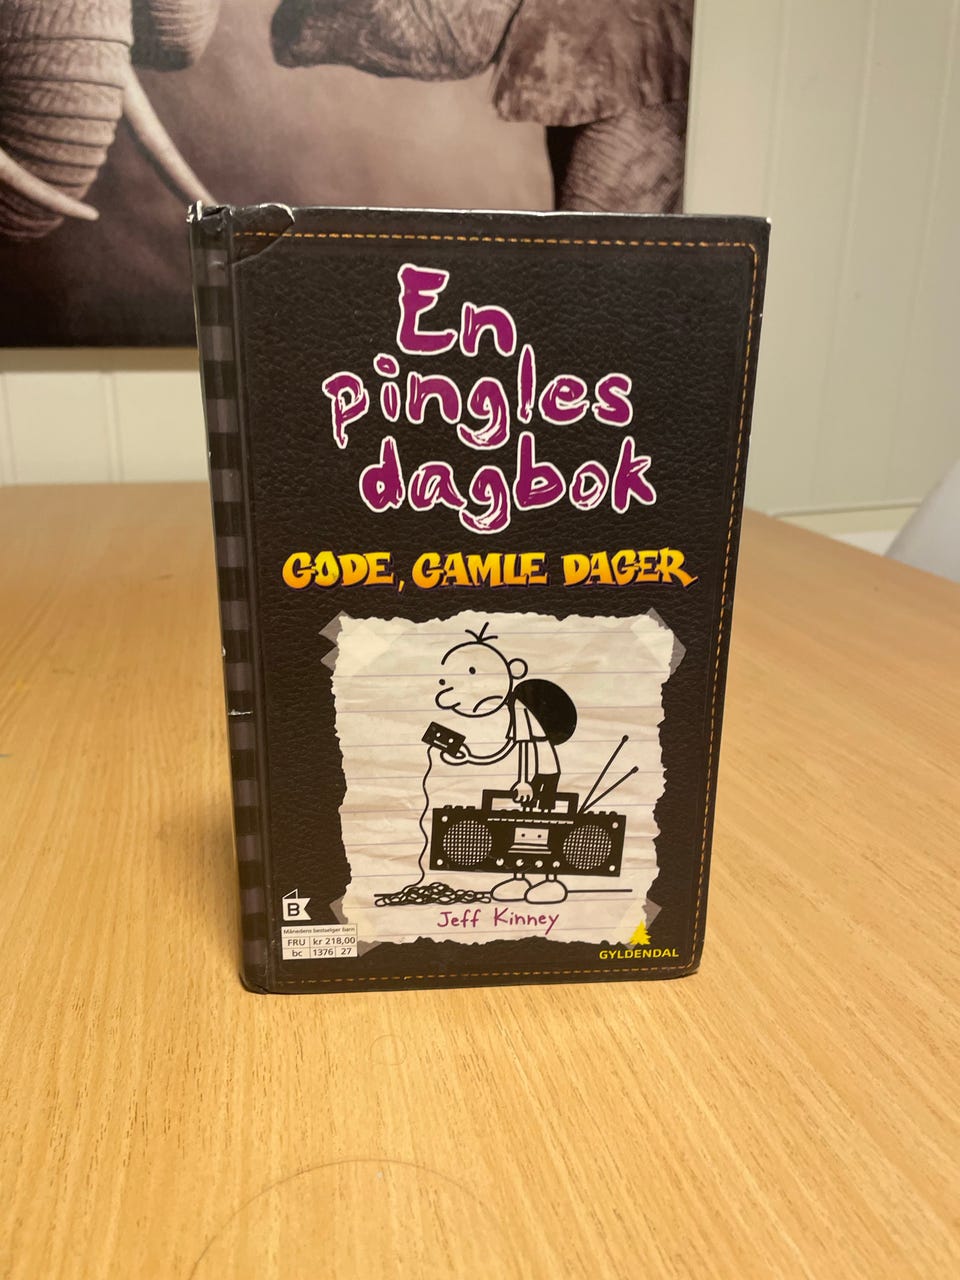 En
pingles
dagbok
GODE, GAMLE DAGER
Jeff Kinney
B
Månedens bestselger barn
FRU kr 218,00
bc 1376 27
GYLDENDAL